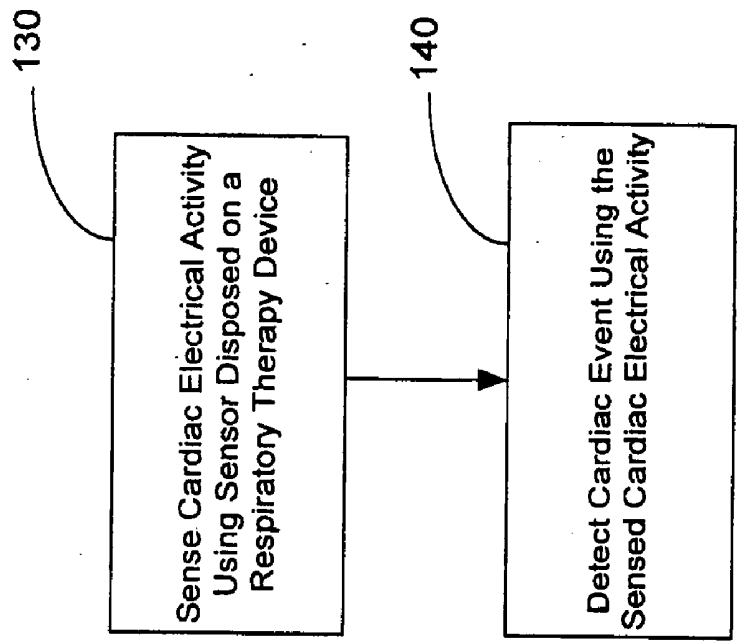 130
Sense Cardiac Electrical Activity
Using Sensor Disposed on a
Respiratory Therapy Device
140
Detect Cardiac Event Using the
Sensed Cardiac Electrical Activity